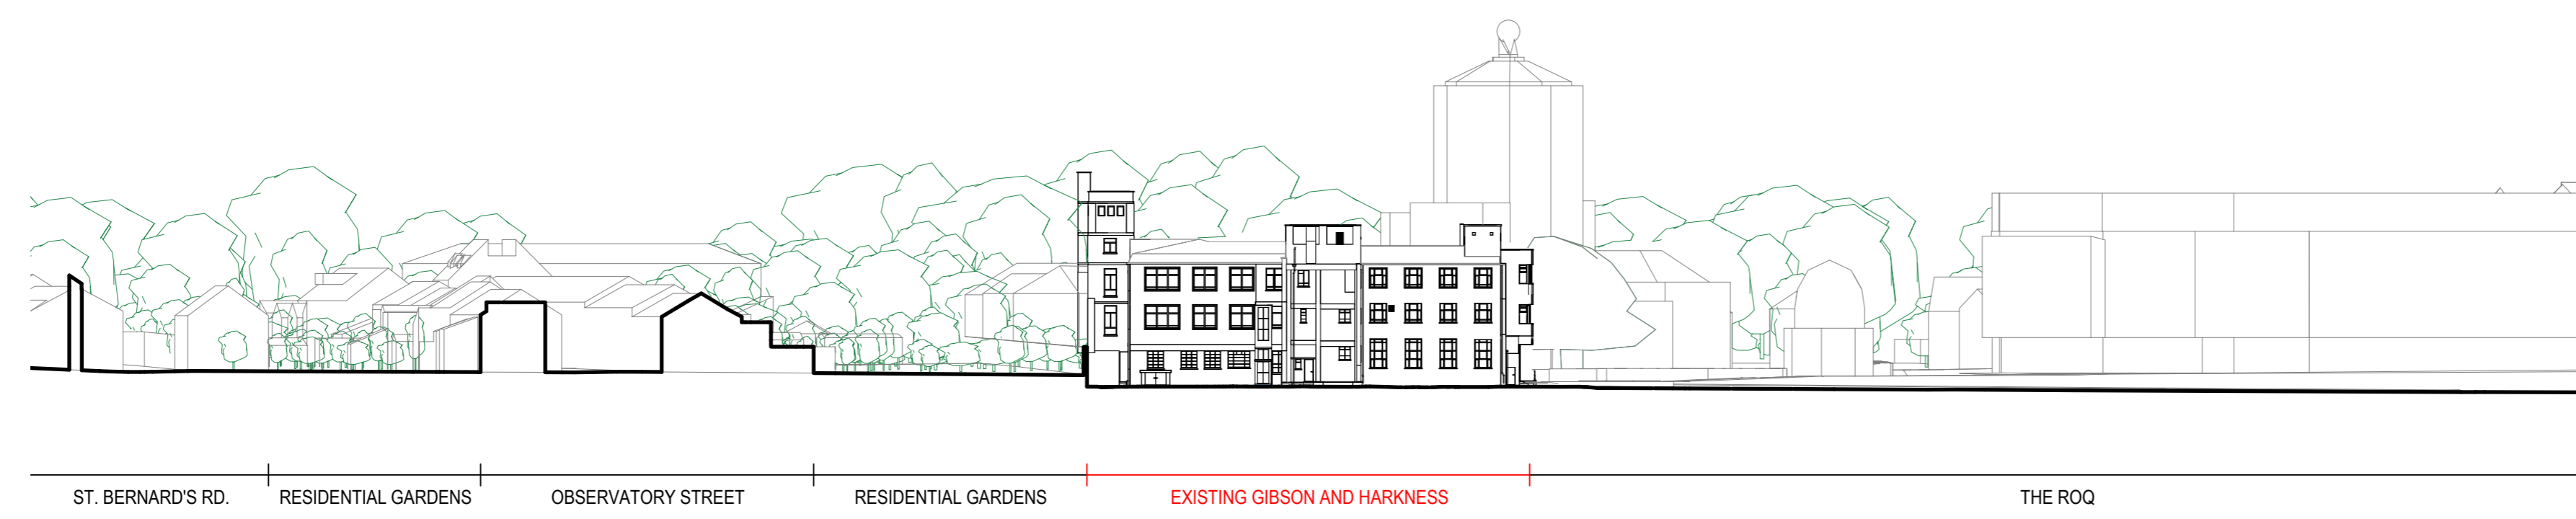 ST. BERNARD'S RD.
RESIDENTIAL GARDENS
OBSERVATORY STREET
RESIDENTIAL GARDENS
EXISTING GIBSON AND HARKNESS
THE ROQ